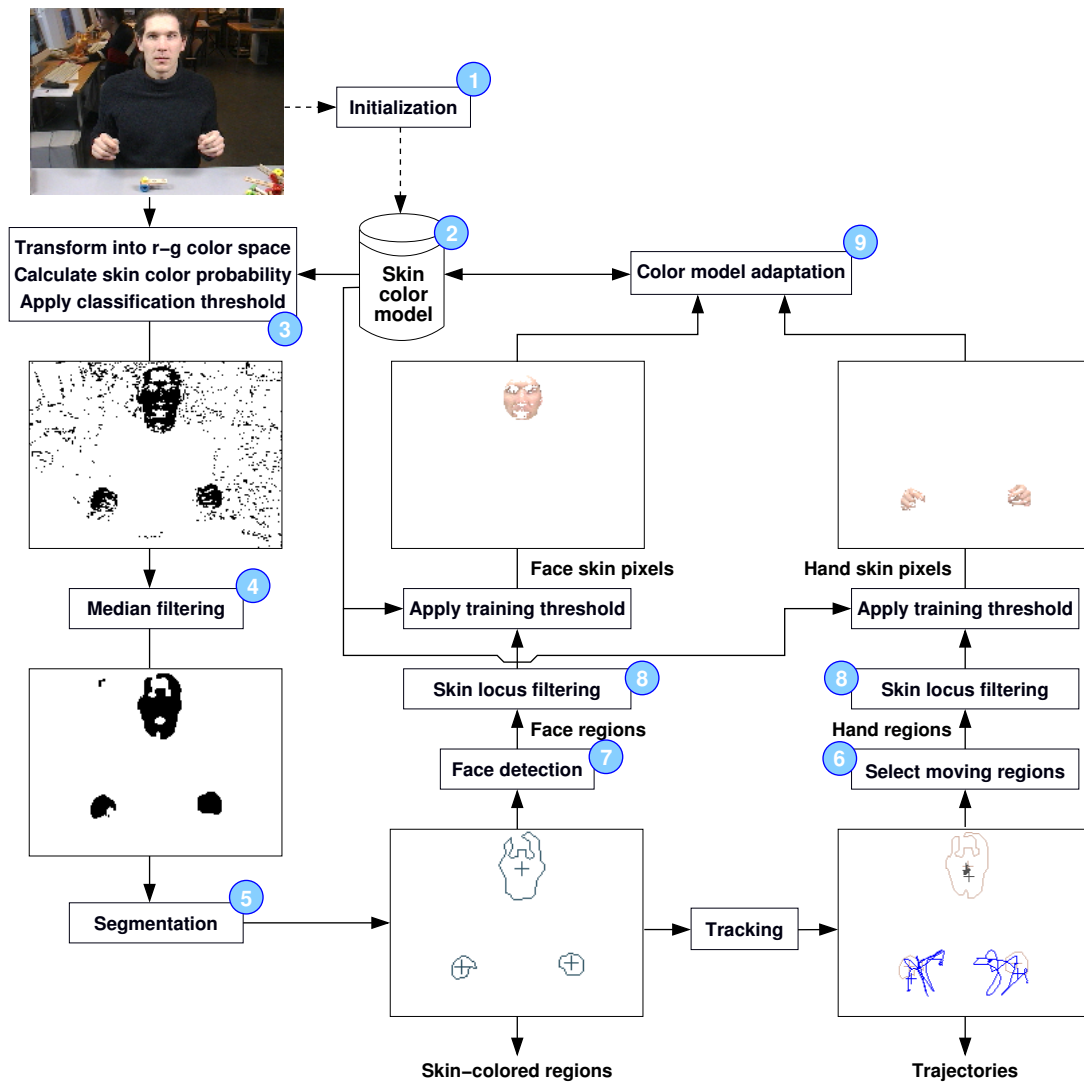 1
Initialization
2
Skin
color
model
Transform into r-g color space
Calculate skin color probability
Apply classification threshold
3
9
Color model adaptation
4
Median filtering
Face skin pixels
Apply training threshold
Hand skin pixels
Apply training threshold
8
Skin locus filtering
8
Skin locus filtering
Face regions
Hand regions
7
Face detection
6
Select moving regions
5
Segmentation
Tracking
Skin-colored regions
Trajectories